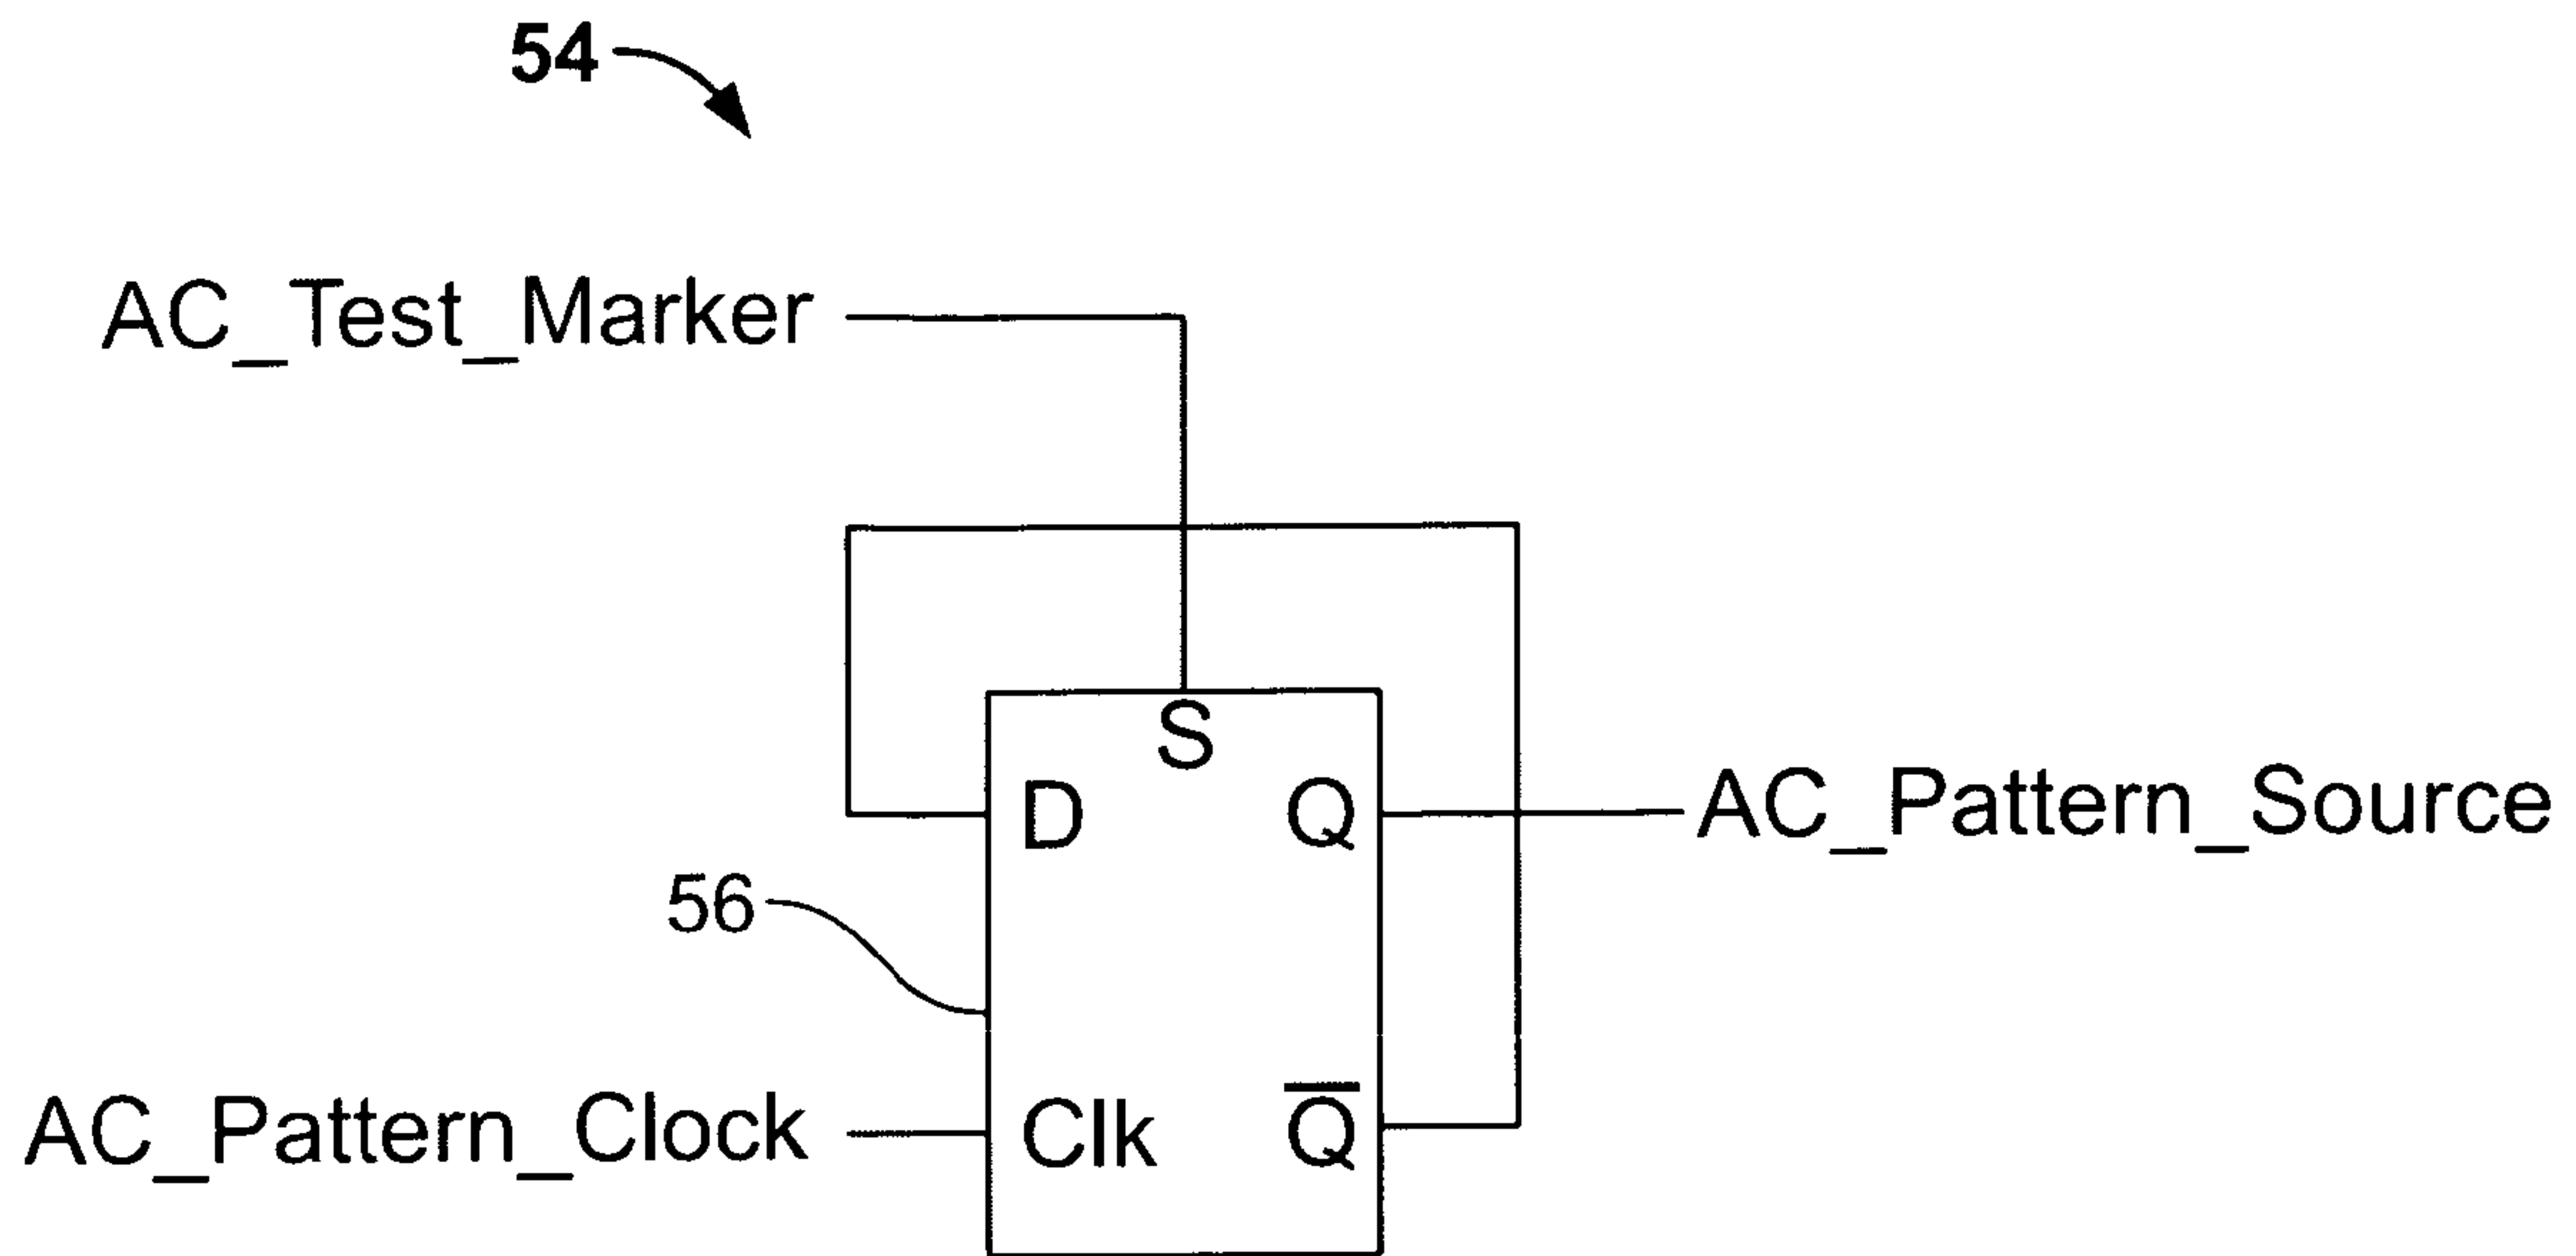 54
AC_Test_Marker
S
D
Q
AC_Pattern_Source
56
AC_Pattern_Clock
Clk
Q̅